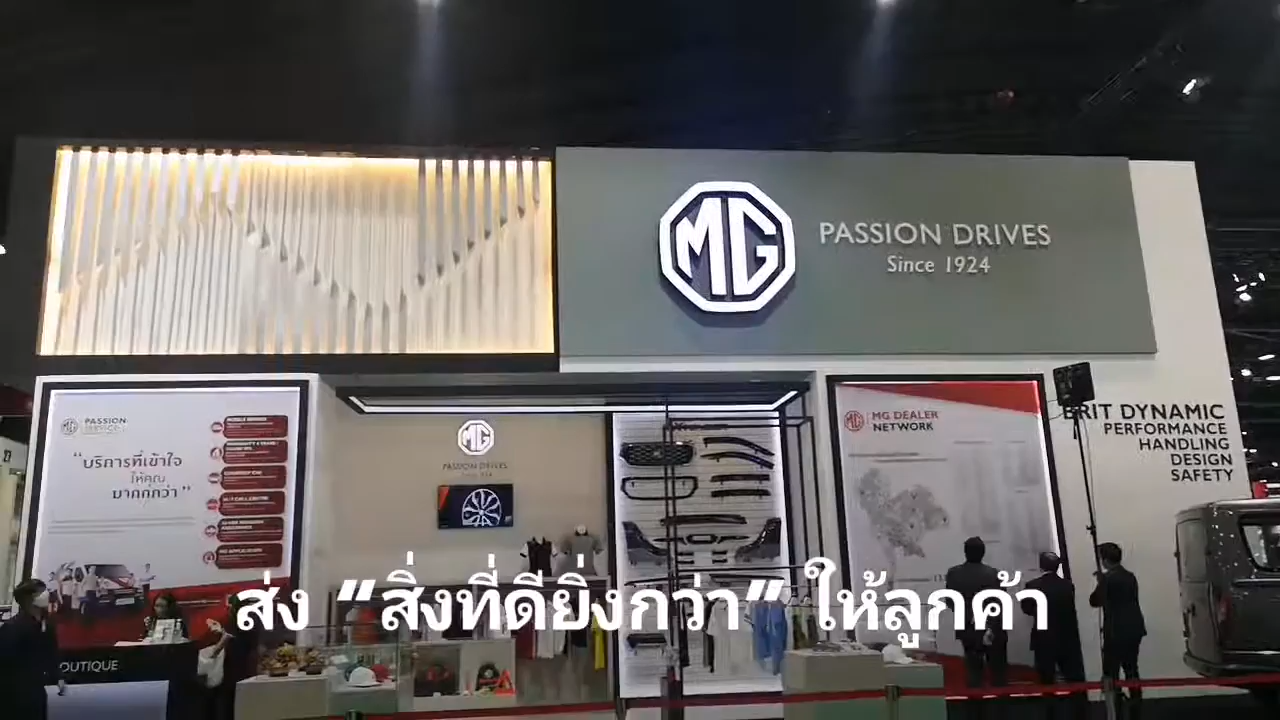 MG
PASSION DRIVES
Since 1924
MG PASSION
SERVICE
"บริการที่เข้าใจ
ให้คุณ
มากกว่า"
MG
PASSION DRIVES
MG DEALER
NETWORK
BRIT DYNAMIC
PERFORMANCE
HANDLING
DESIGN
SAFETY
ส่ง “สิ่งที่ดียิ่งกว่า” ให้ลูกค้า
OUTIQUE